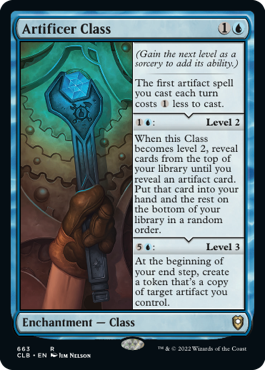 Artificer Class 1U
(Gain the next level as a
sorcery to add its ability.)
The first artifact spell
you cast each turn
costs 1 less to cast.
1U: Level 2
When this Class
becomes level 2, reveal
cards from the top of
your library until you
reveal an artifact card.
Put that card into your
hand and the rest on
the bottom of your
library in a random
order.
5U: Level 3
At the beginning of
your end step, create
a token that's a copy
of target artifact you
control.
Enchantment — Class
663 R
CLB • EN Jim Nelson
™ & © 2022 Wizards of the Coast